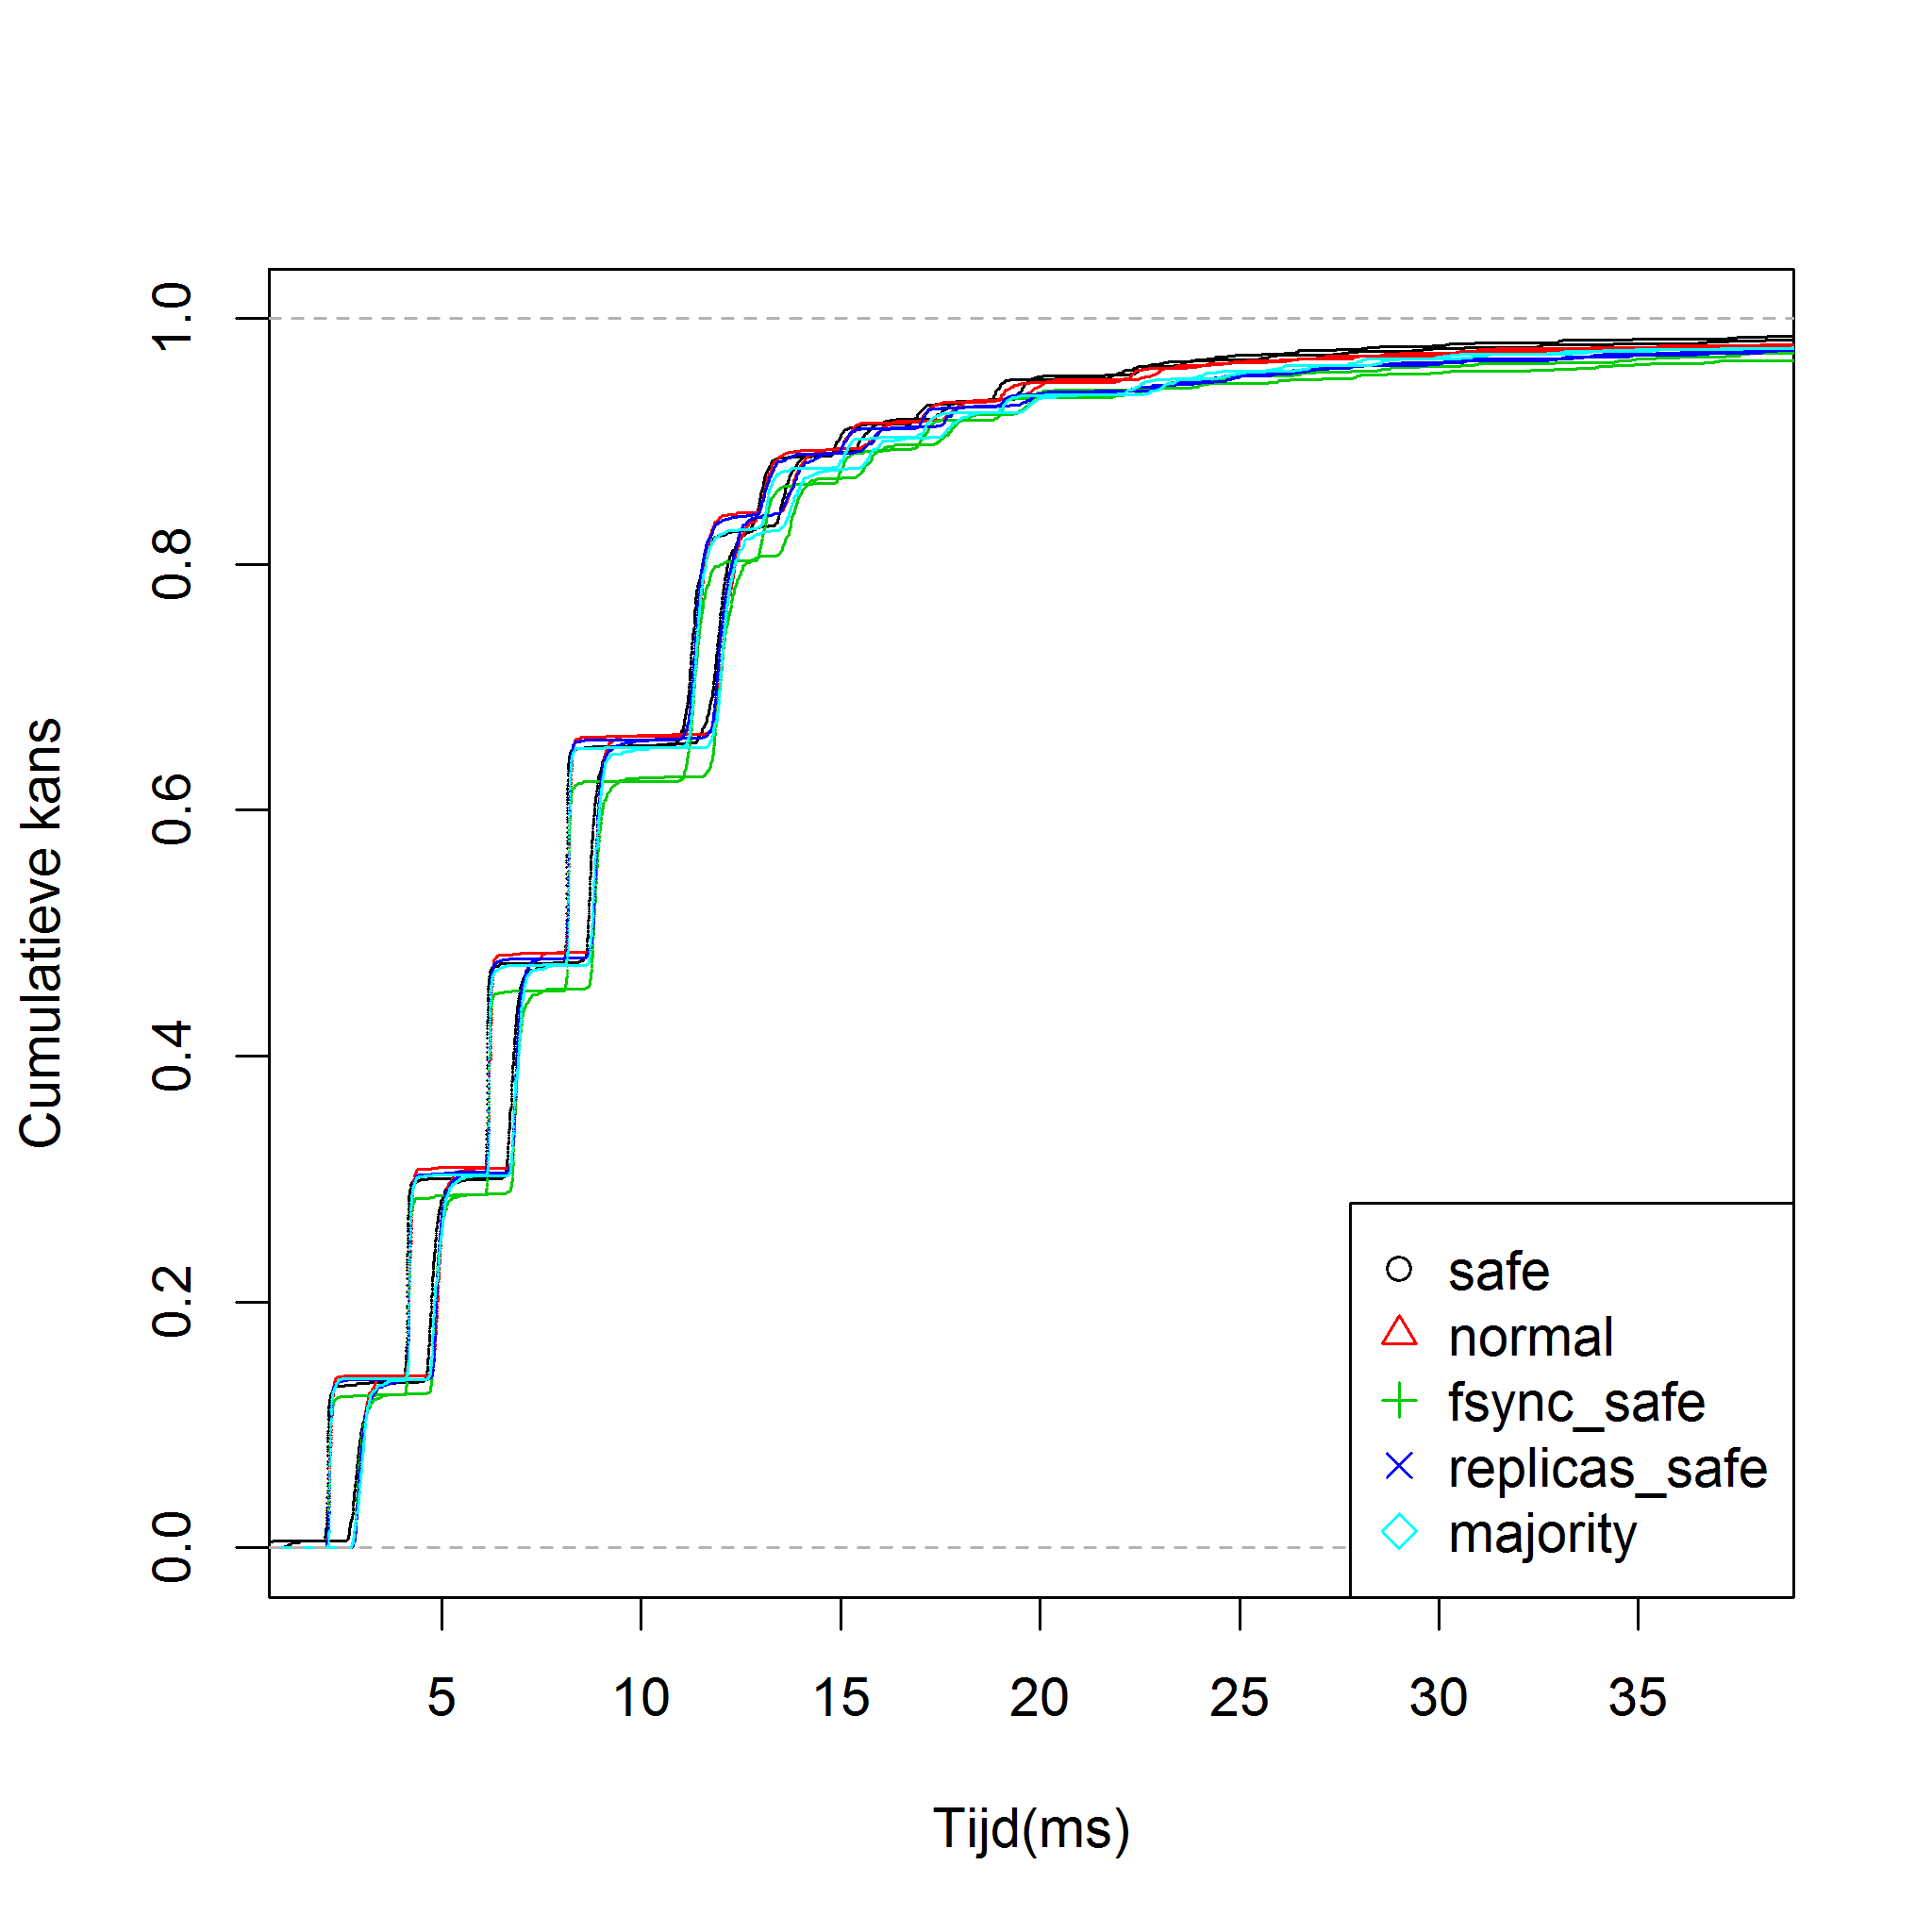 Cumulatieve kans
1.0
0.8
0.6
0.4
0.2
0.0
safe
normal
fsync_safe
replicas_safe
majority
5 10 15 20 25 30 35
Tijd(ms)